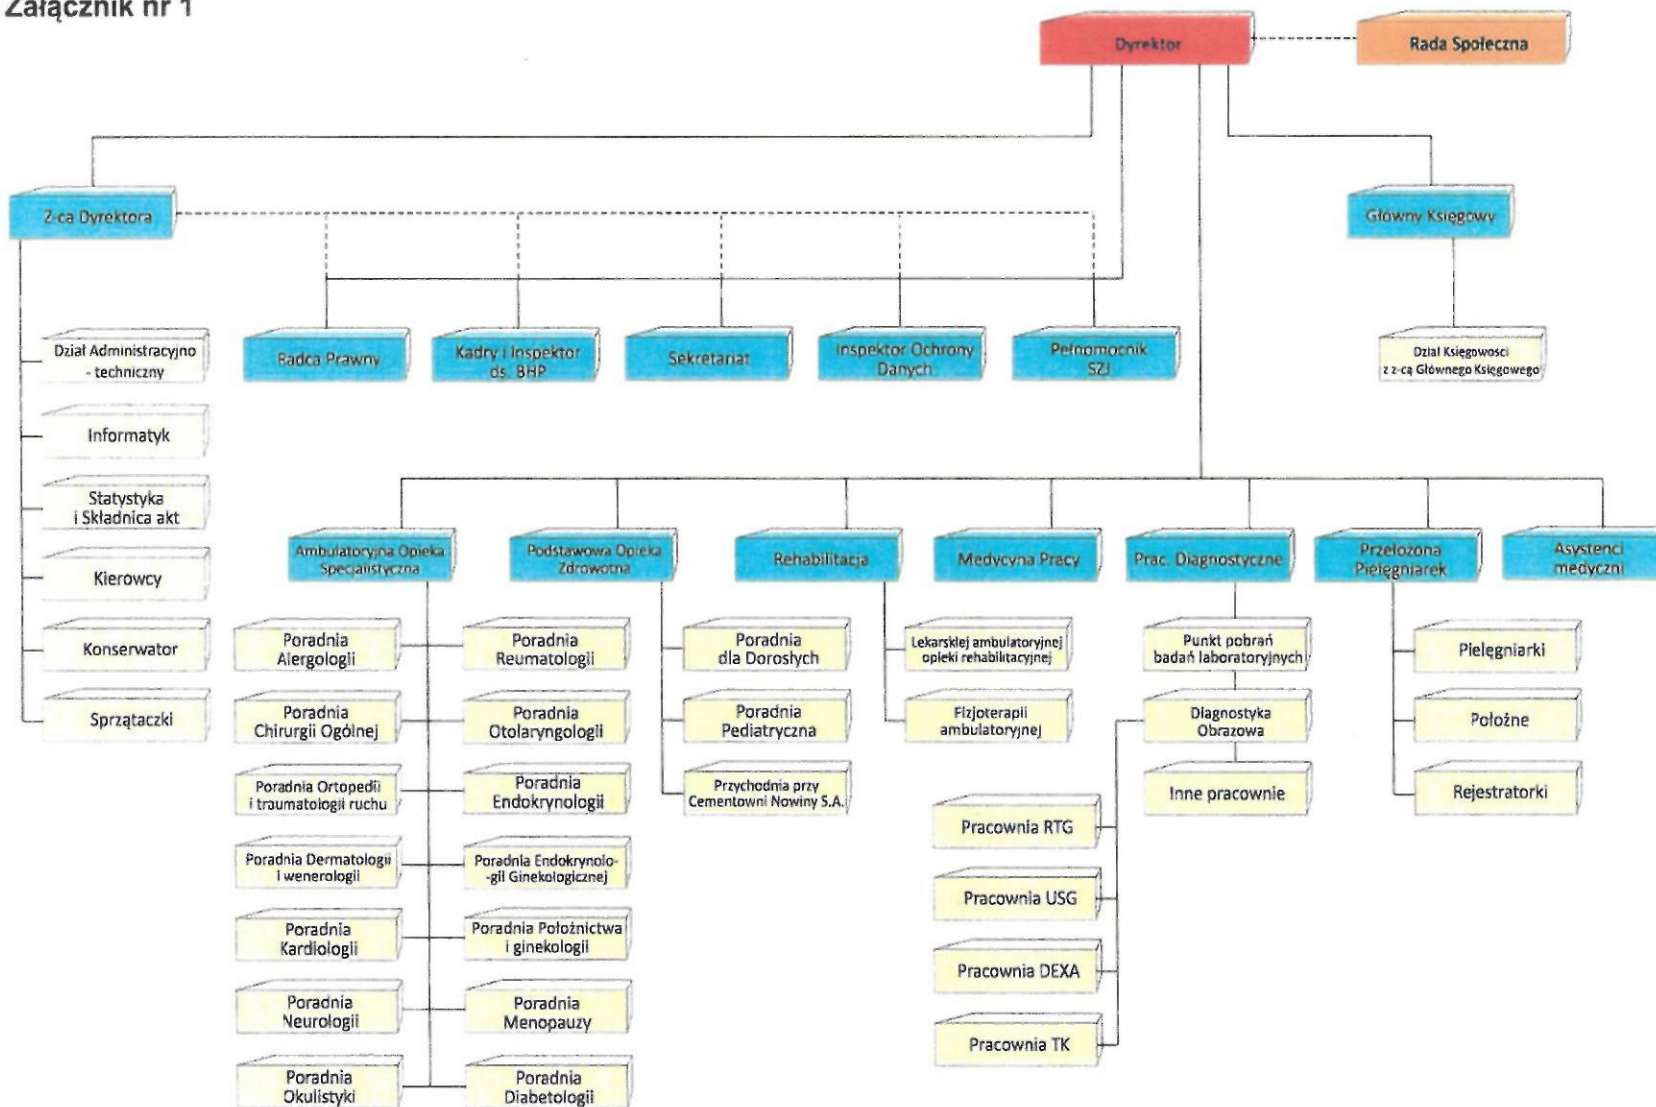 Załącznik nr 1
Dyrektor
Rada Społeczna
Z-ca Dyrektora
Główny Księgowy
Radca Prawny
Kadry i Inspektor
ds. BHP
Sekretariat
Inspektor Ochrony
Danych
Pełnomocnik
SZJ
Dział Księgowości
z z-cą Głównego Księgowego
Dział Administracyjno
- techniczny
Informatyk
Statystyka
i Składnica akt
Kierowcy
Konserwator
Sprzątaczki
Ambulatoryjna Opieka
Specjalistyczna
Podstawowa Opieka
Zdrowotna
Rehabilitacja
Medycyna Pracy
Prac. Diagnostyczne
Przełożona
Pielęgniarek
Asystenci
medyczni
Poradnia
Alergologii
Poradnia
Chirurgii Ogólnej
Poradnia Ortopedii
i traumatologii ruchu
Poradnia Dermatologii
i wenerologii
Poradnia
Kardiologii
Poradnia
Neurologii
Poradnia
Okulistyki
Poradnia
Reumatologii
Poradnia
Otolaryngologii
Poradnia
Endokrynologii
Poradnia Endokrynolo-
-gii Ginekologicznej
Poradnia Położnictwa
i ginekologii
Poradnia
Menopauzy
Poradnia
Diabetologii
Poradnia
dla Dorosłych
Poradnia
Pediatryczna
Przychodnia przy
Cementowni Nowiny S.A.
Lekarskiej ambulatoryjnej
opieki rehabilitacyjnej
Fizjoterapii
ambulatoryjnej
Punkt pobrań
badań laboratoryjnych
Diagnostyka
Obrazowa
Inne pracownie
Pracownia RTG
Pracownia USG
Pracownia DEXA
Pracownia TK
Pielęgniarki
Położne
Rejestratorki